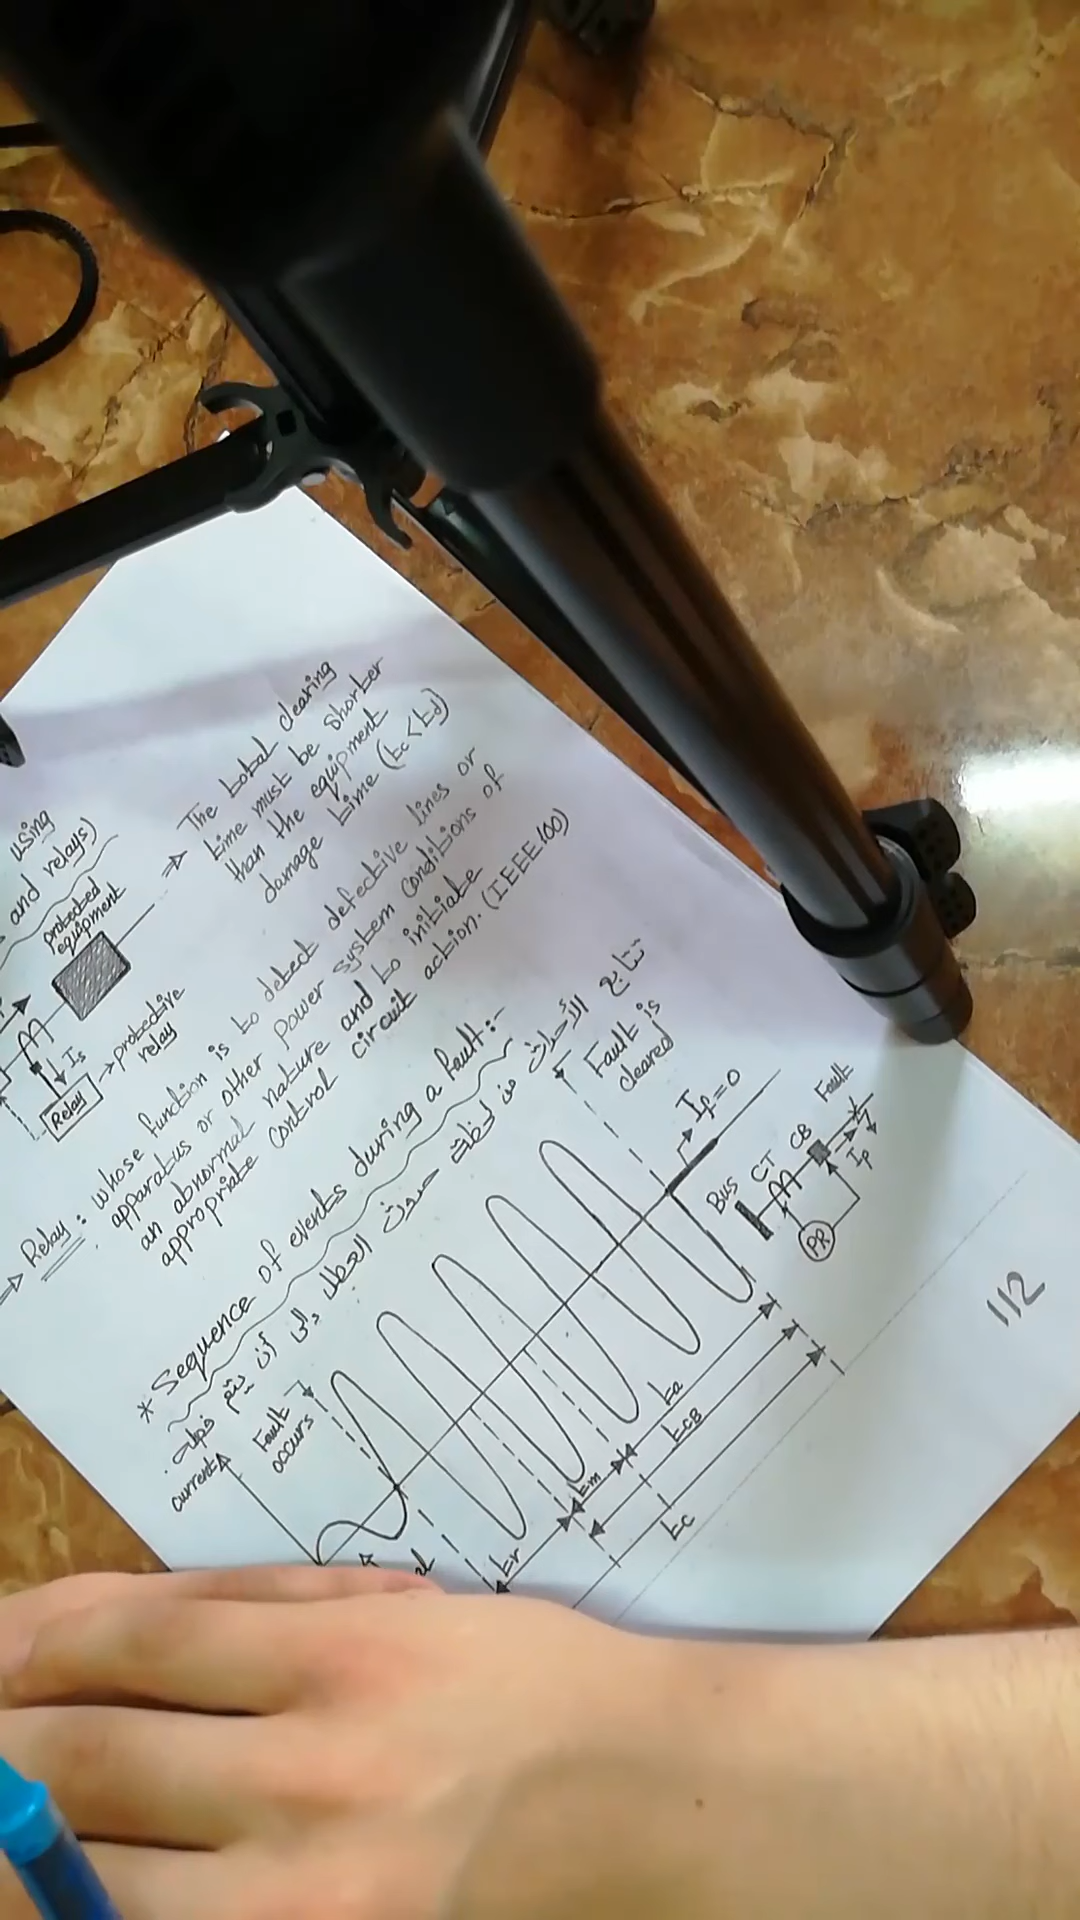 using
and relays)
protected
equipment
Is
Relay
protective
relay
⇒ The total clearing
time must be shorter
than the equipment
damage time (tc < td)
→ Relay : whose function is to detect defective lines or
apparatus or other power system conditions of
an abnormal nature and to initiate
appropriate control circuit action. (IEEE 100)
* Sequence of events during a fault:-
تتابع الأحداث من لحظات حدوث العطل وإلى أن يتم فصله.
current
Fault
occurs
Fault is
cleared
IF=0
Bus
CT
CB
Fault
IF
PR
tr
tm
ta
tCB
tc
112